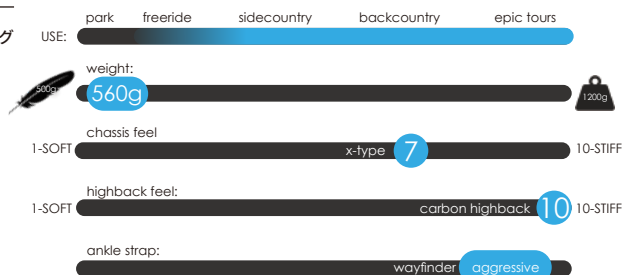 park freeride sidecountry backcountry epic tours
グ
USE:
weight:
500g
560g
1200g
chassis feel
1-SOFT x-type 7 10-STIFF
highback feel:
1-SOFT carbon highback 10 10-STIFF
ankle strap:
wayfinder aggressive